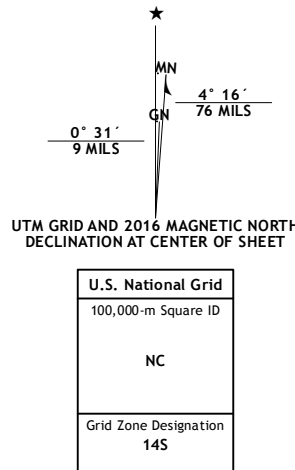 ★
MN
4° 16´
76 MILS
GN
0° 31´
9 MILS
UTM GRID AND 2016 MAGNETIC NORTH
DECLINATION AT CENTER OF SHEET
U.S. National Grid
100,000-m Square ID
NC
Grid Zone Designation
14S